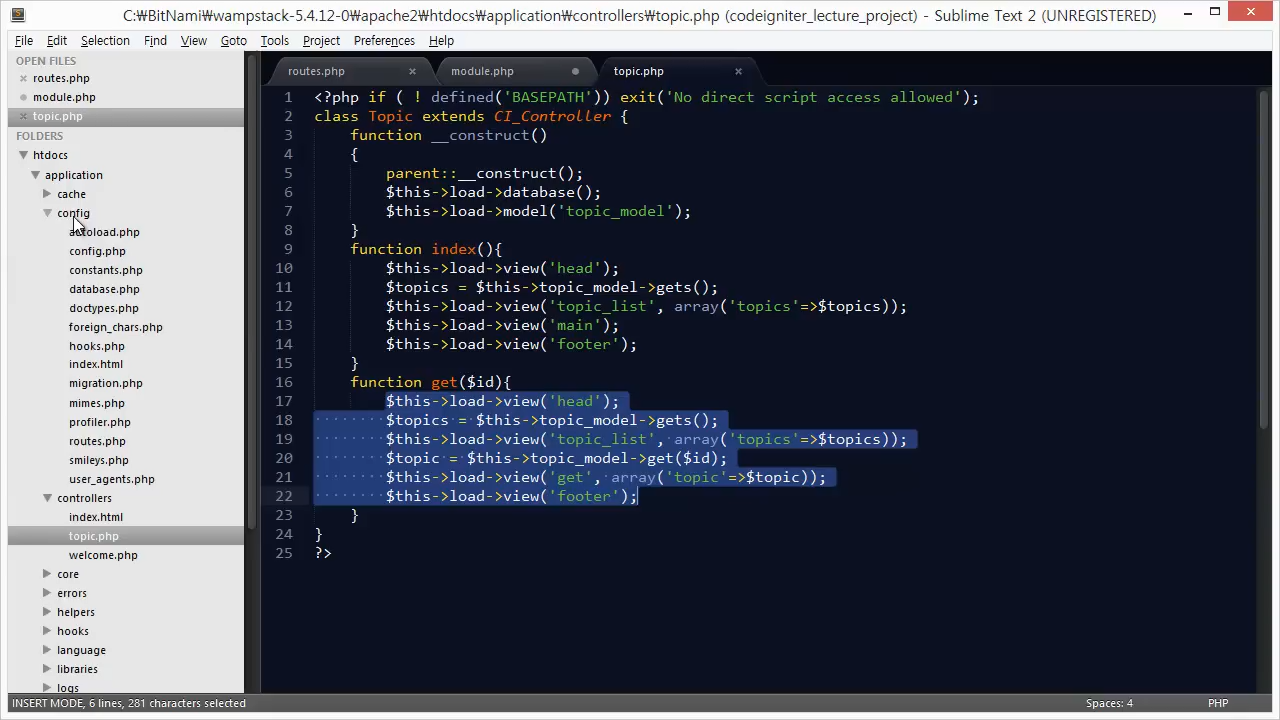 C:₩BitNami₩wampstack-5.4.12-0₩apache2₩htdocs₩application₩controllers₩topic.php (codeigniter_lecture_project) - Sublime Text 2 (UNREGISTERED)
File Edit Selection Find View Goto Tools Project Preferences Help
OPEN FILES
routes.php
module.php
topic.php
FOLDERS
htdocs
application
cache
config
autoload.php
config.php
constants.php
database.php
doctypes.php
foreign_chars.php
hooks.php
index.html
migration.php
mimes.php
profiler.php
routes.php
smileys.php
user_agents.php
controllers
index.html
topic.php
welcome.php
core
errors
helpers
hooks
language
libraries
logs
routes.php module.php topic.php
1 <?php if ( ! defined('BASEPATH')) exit('No direct script access allowed');
2 class Topic extends CI_Controller {
3 function __construct()
4 {
5 parent::__construct();
6 $this->load->database();
7 $this->load->model('topic_model');
8 }
9 function index(){
10 $this->load->view('head');
11 $topics = $this->topic_model->gets();
12 $this->load->view('topic_list', array('topics'=>$topics));
13 $this->load->view('main');
14 $this->load->view('footer');
15 }
16 function get($id){
17 $this->load->view('head');
18 $topics = $this->topic_model->gets();
19 $this->load->view('topic_list', array('topics'=>$topics));
20 $topic = $this->topic_model->get($id);
21 $this->load->view('get', array('topic'=>$topic));
22 $this->load->view('footer');
23 }
24 }
25 ?>
INSERT MODE, 6 lines, 281 characters selected Spaces: 4 PHP